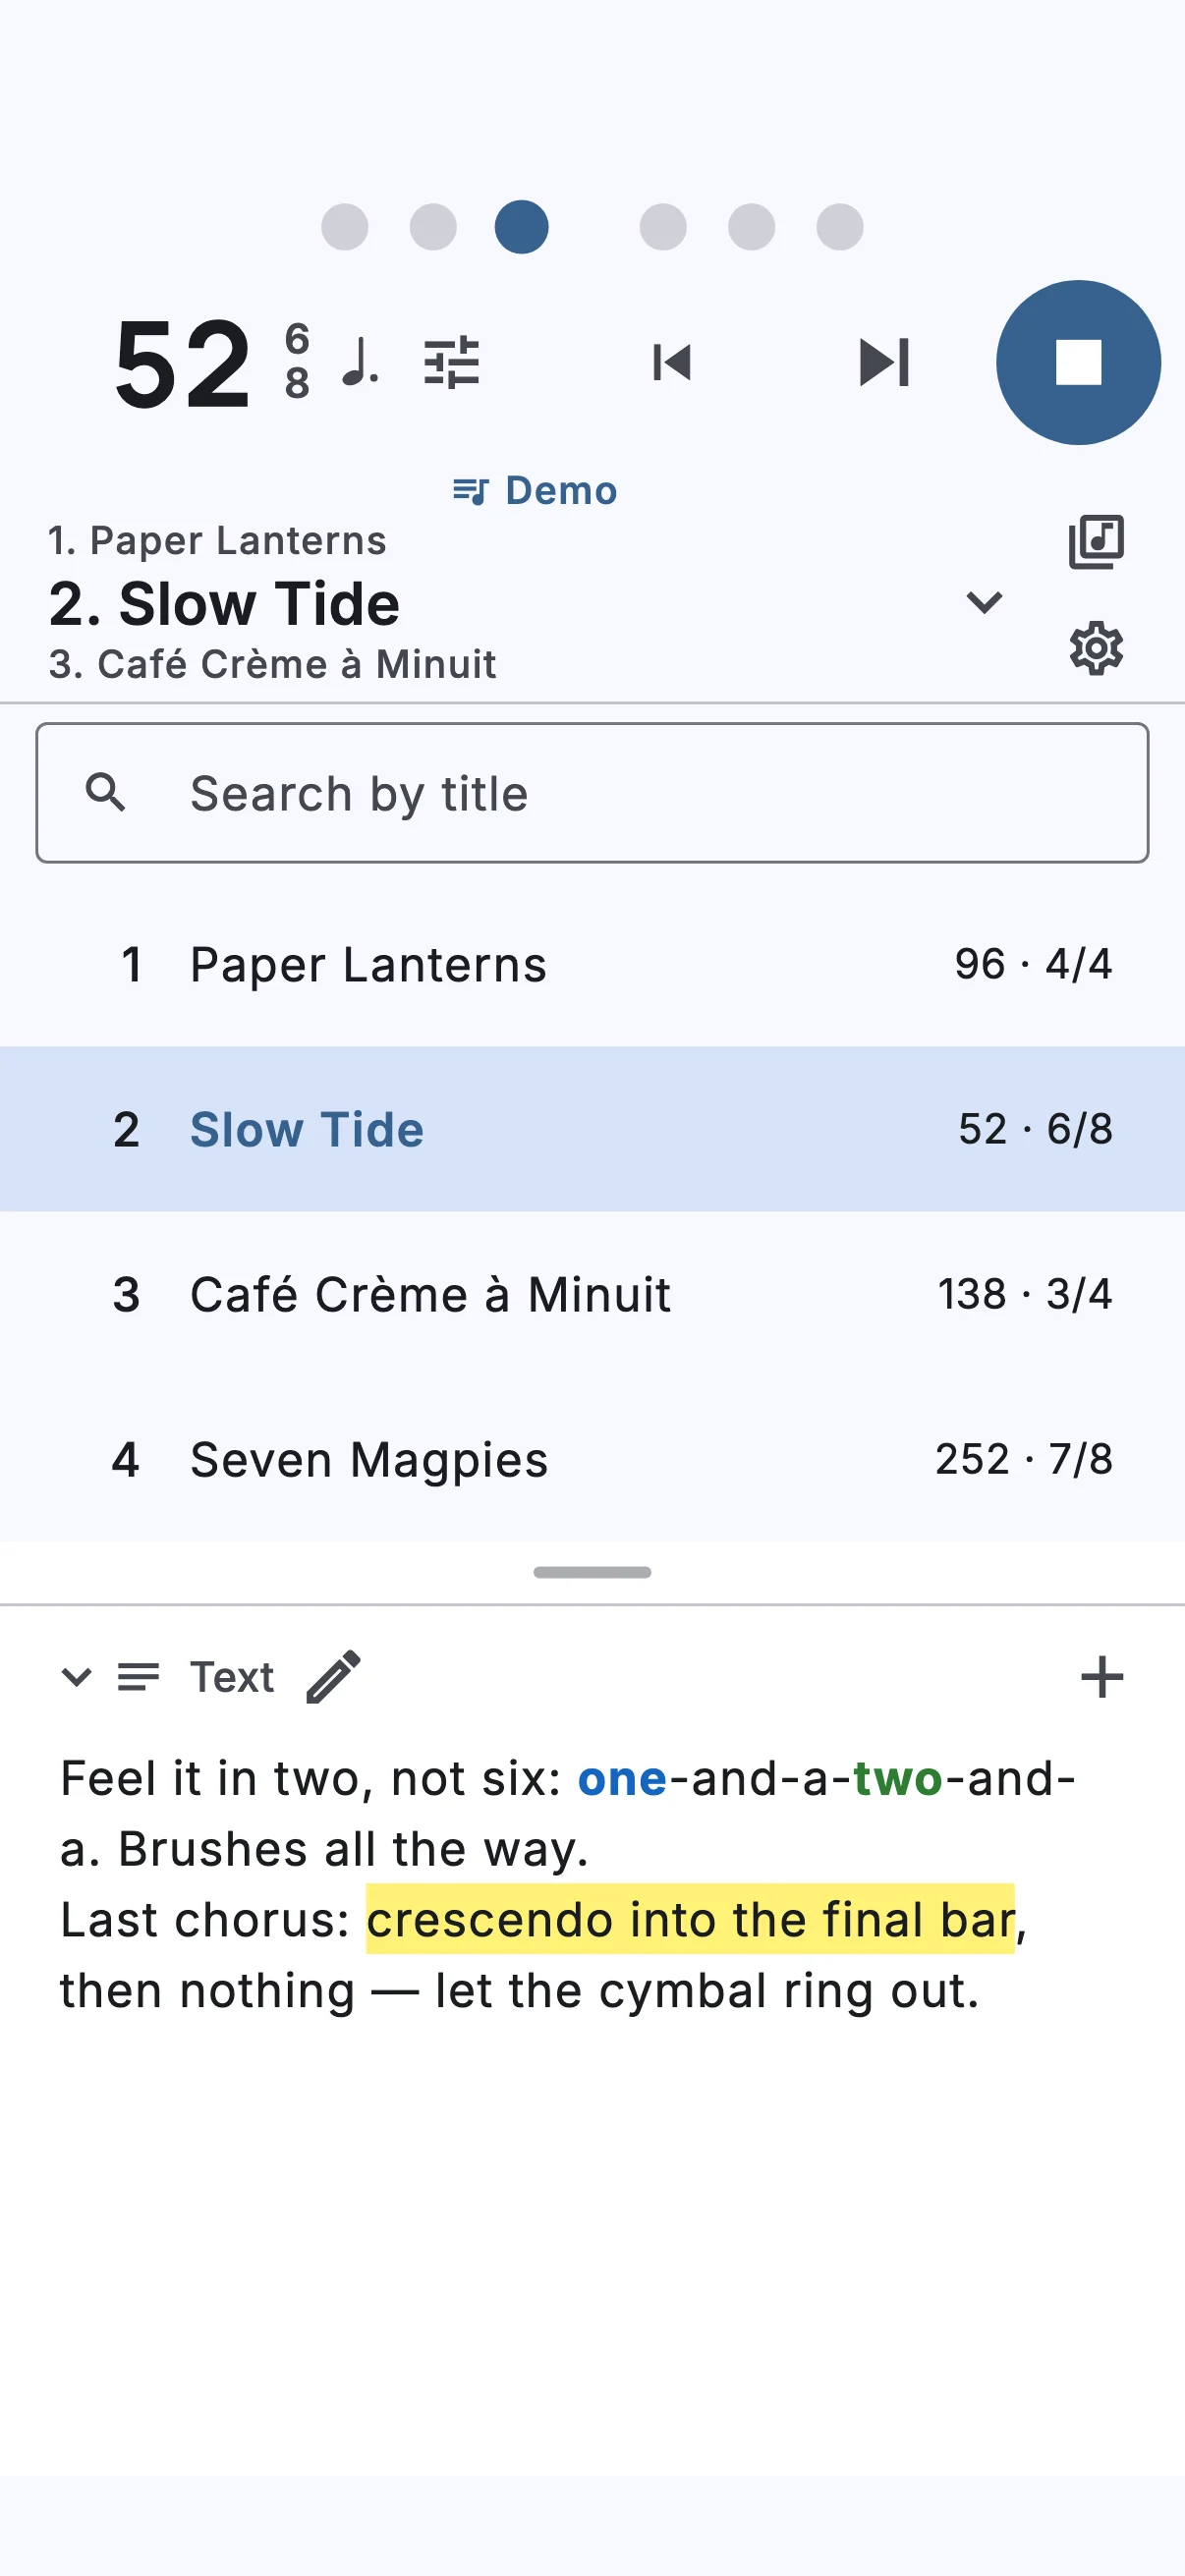 52
6
8
Demo
1. Paper Lanterns
2. Slow Tide
3. Café Crème à Minuit
Search by title
1 Paper Lanterns 96 · 4/4
2 Slow Tide 52 · 6/8
3 Café Crème à Minuit 138 · 3/4
4 Seven Magpies 252 · 7/8
Text
Feel it in two, not six: one-and-a-two-and-
a. Brushes all the way.
Last chorus: crescendo into the final bar,
then nothing — let the cymbal ring out.